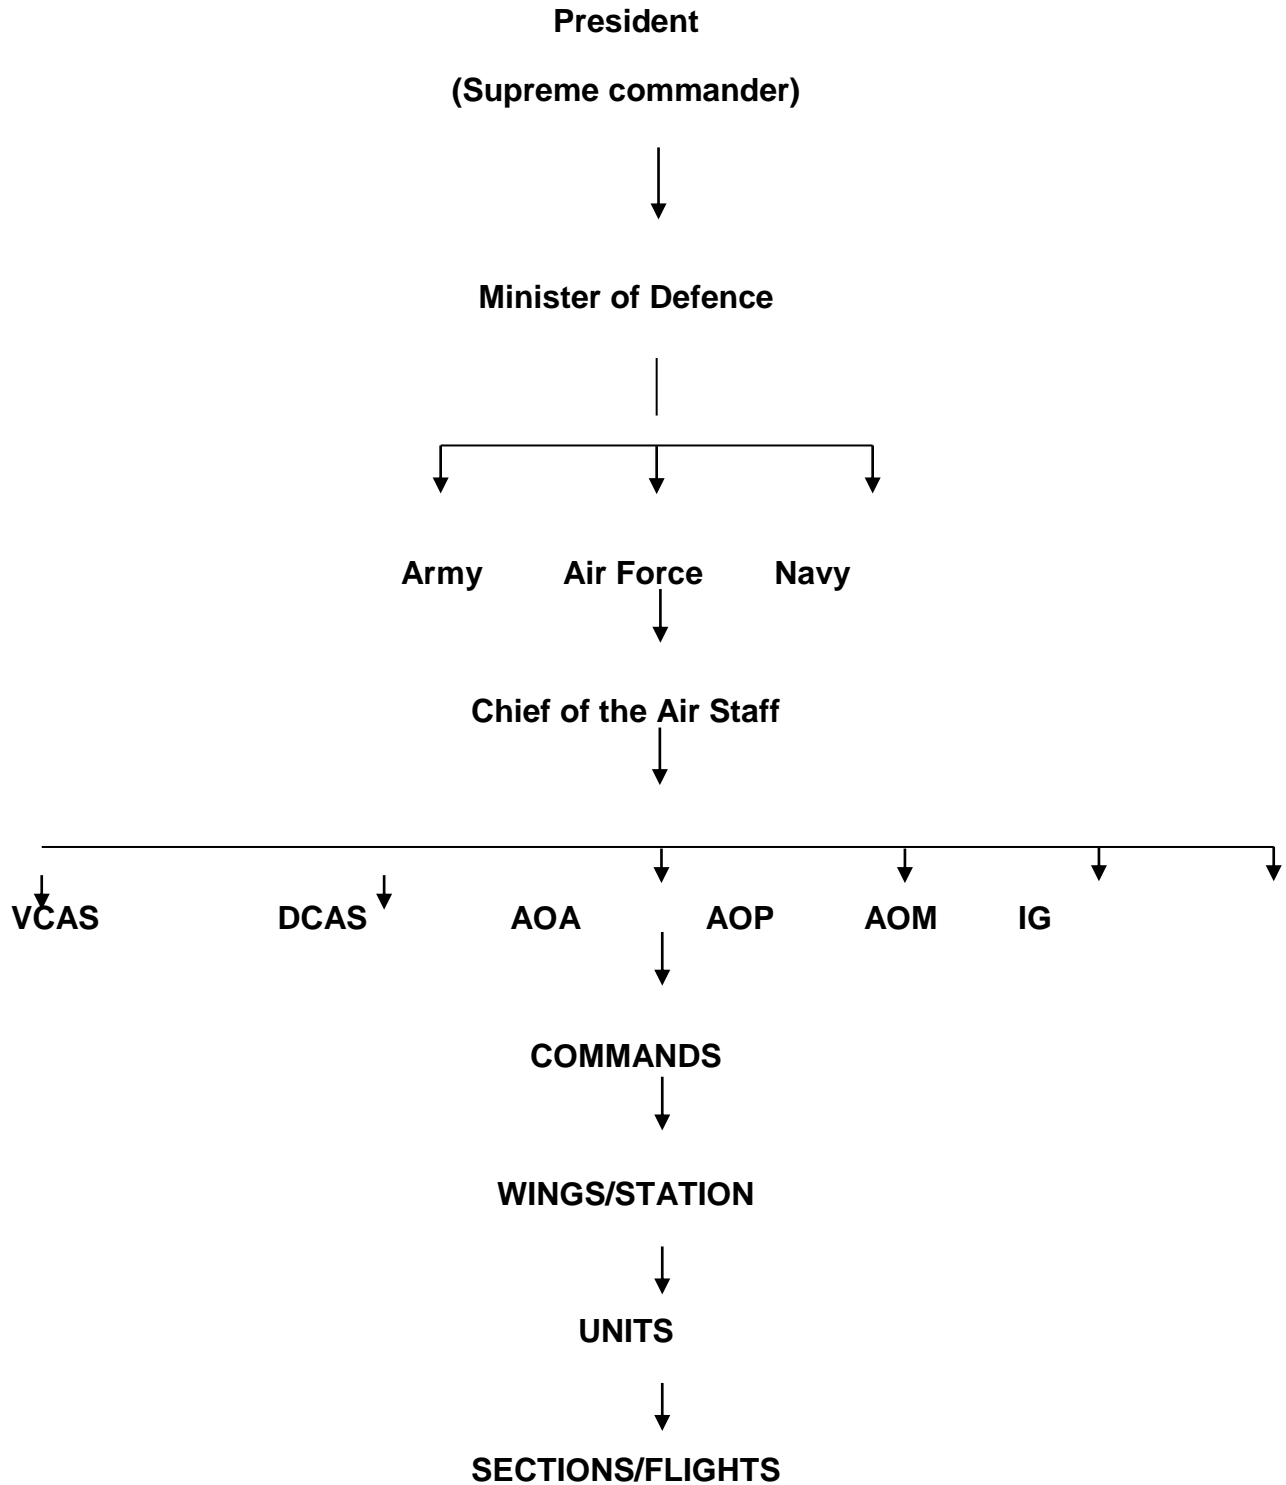 President
(Supreme commander)
Minister of Defence
Army Air Force Navy
Chief of the Air Staff
VCAS DCAS AOA AOP AOM IG
COMMANDS
WINGS/STATION
UNITS
SECTIONS/FLIGHTS